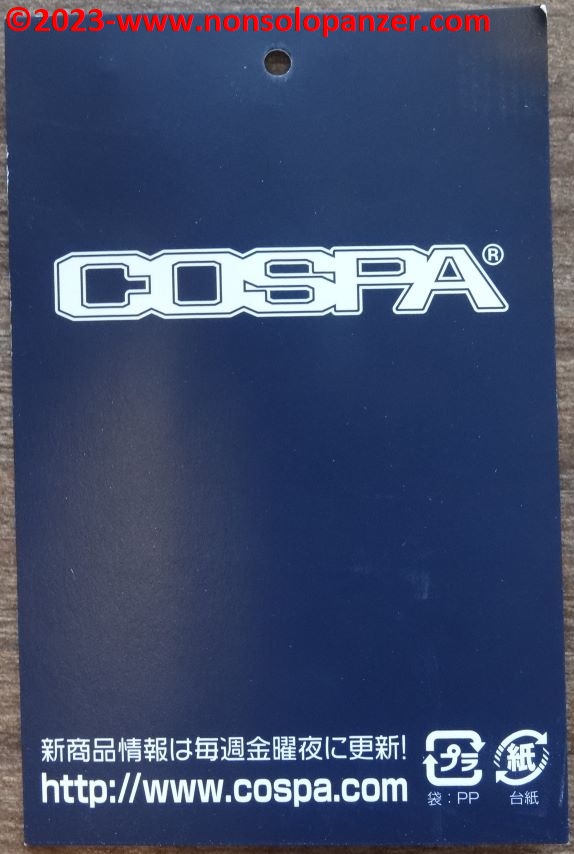 ©2023-www.nonsolopanzer.com
COSPA®
新商品情報は毎週金曜夜に更新!
http://www.cospa.com
プラ
袋:PP
紙
台紙